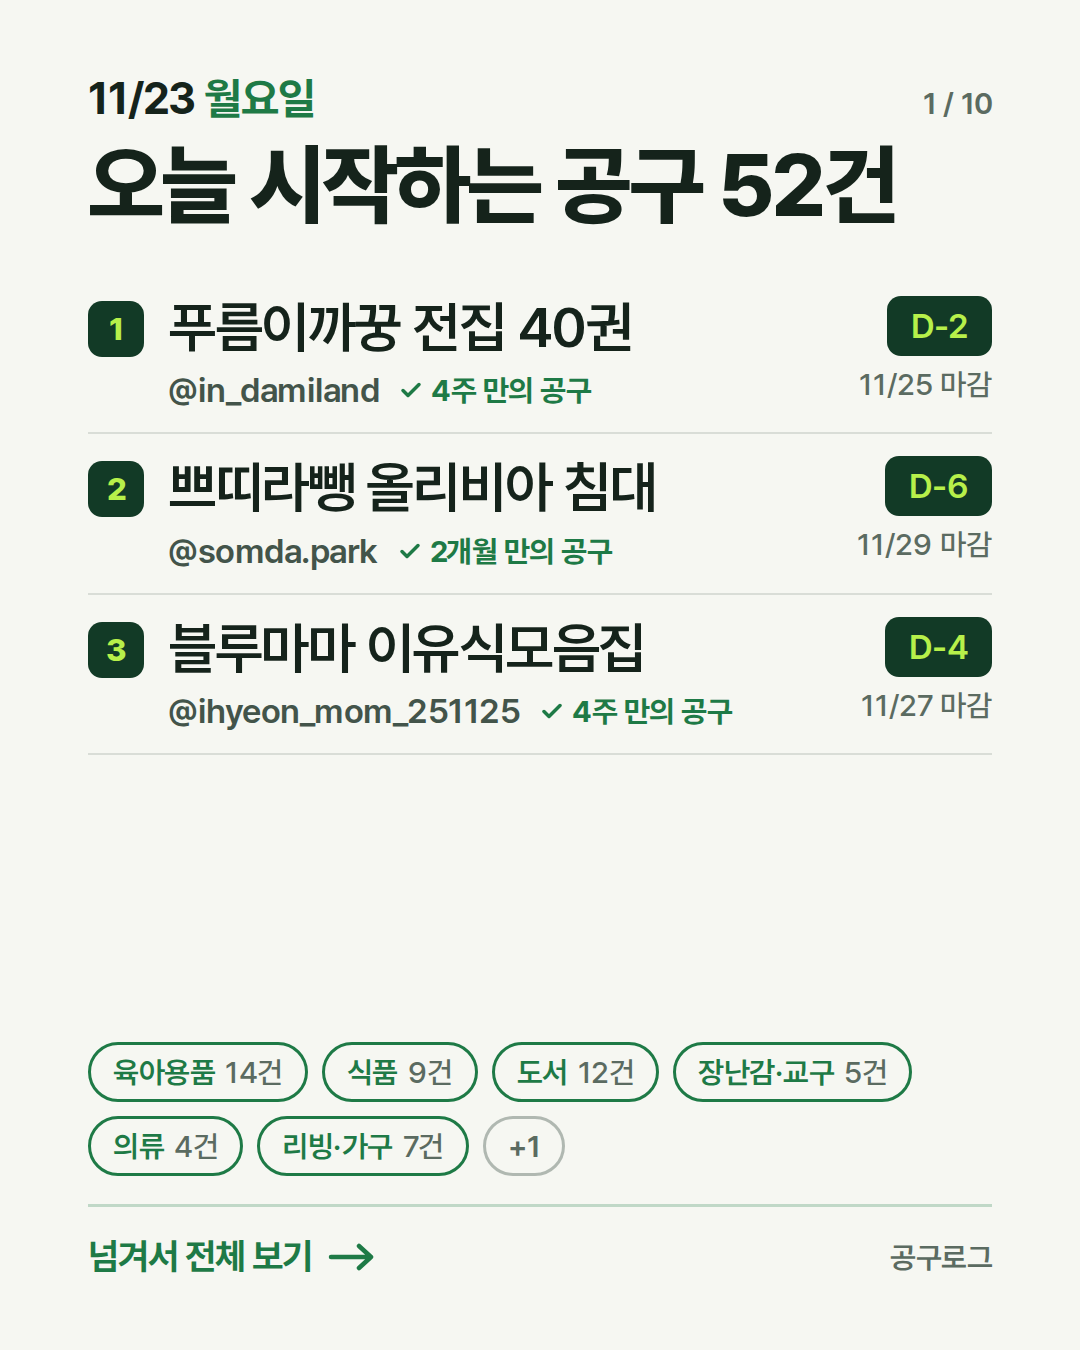 11/23 월요일
1 / 10
오늘 시작하는 공구 52건
1 푸름이까꿍 전집 40권 D-2
@in_damiland ✓ 4주 만의 공구 11/25 마감
2 쁘띠라뺑 올리비아 침대 D-6
@somda.park ✓ 2개월 만의 공구 11/29 마감
3 블루마마 이유식모음집 D-4
@ihyeon_mom_251125 ✓ 4주 만의 공구 11/27 마감
육아용품 14건 식품 9건 도서 12건 장난감·교구 5건
의류 4건 리빙·가구 7건 +1
넘겨서 전체 보기 →
공구로그